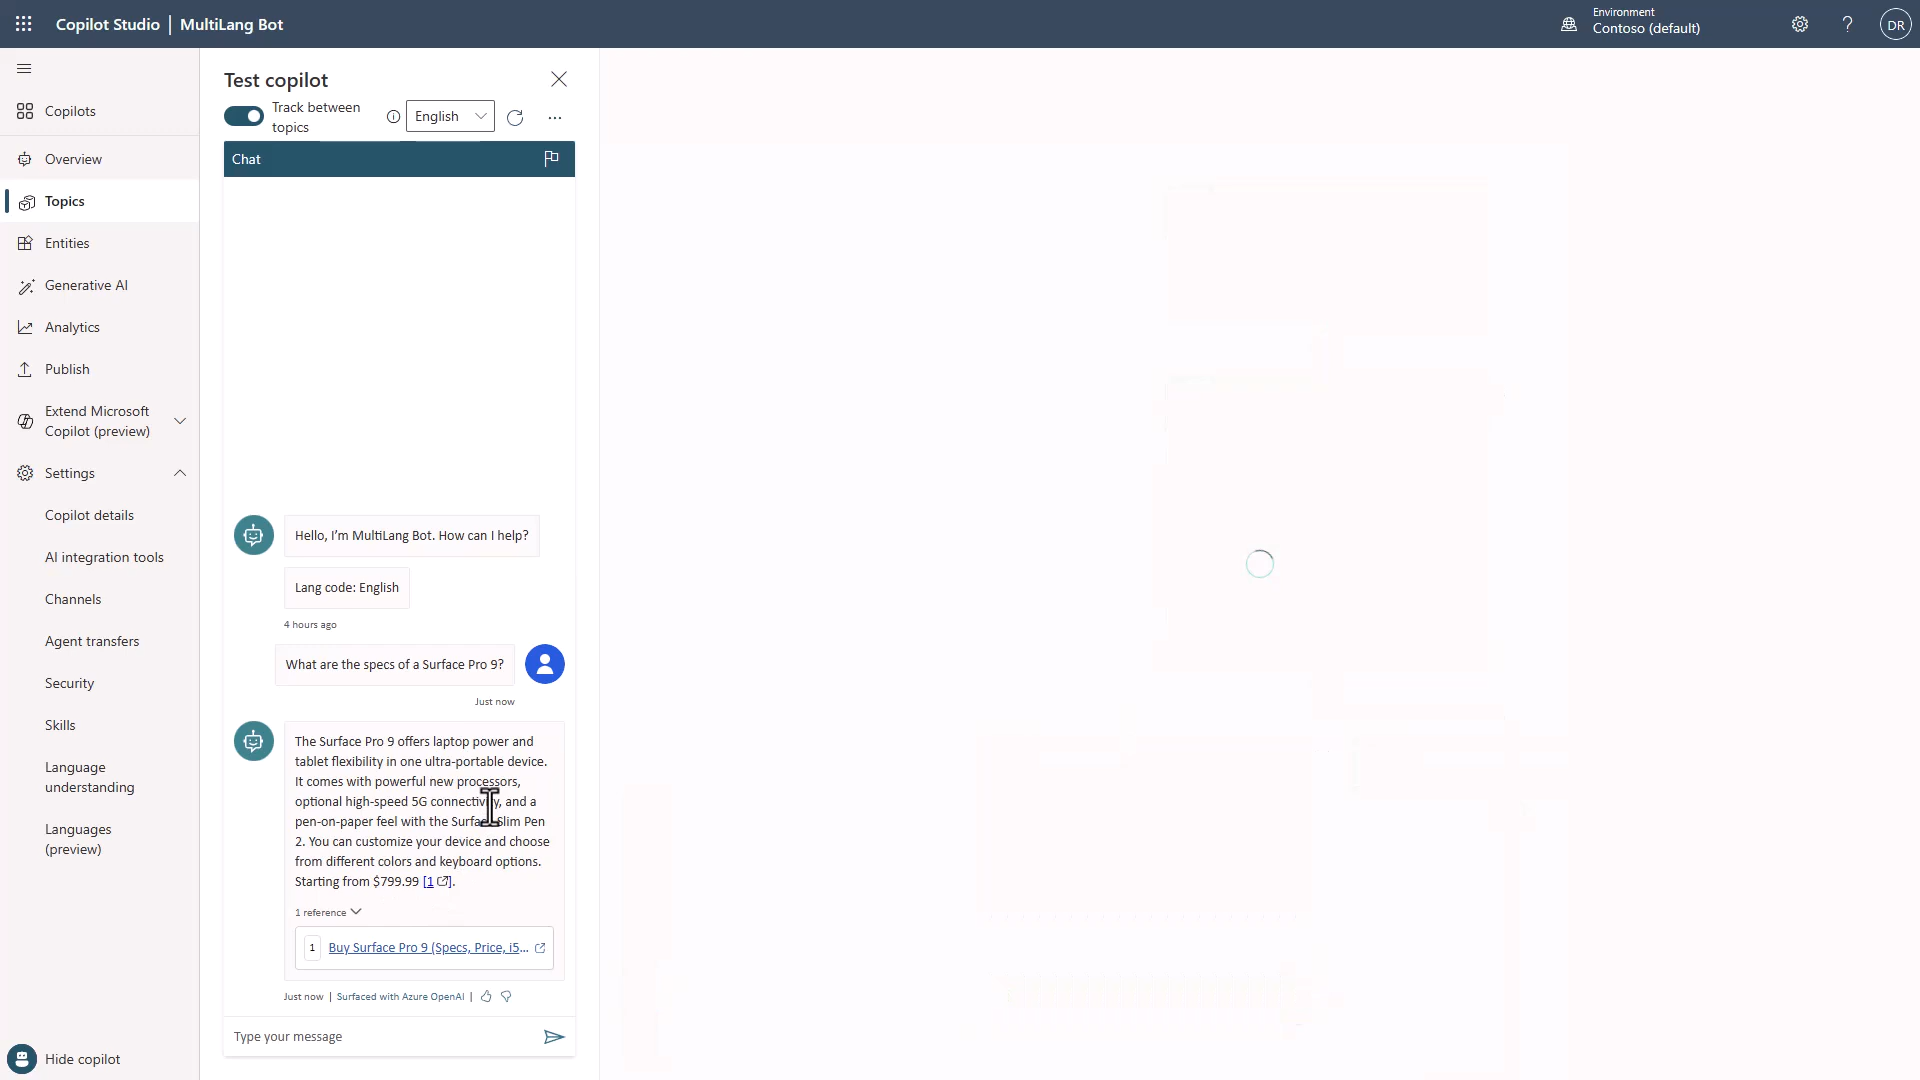 Copilot Studio | MultiLang Bot
Environment
Contoso (default)
?
DR
Copilots
Overview
Topics
Entities
Generative AI
Analytics
Publish
Extend Microsoft
Copilot (preview)
Settings
Copilot details
AI integration tools
Channels
Agent transfers
Security
Skills
Language
understanding
Languages
(preview)
Hide copilot
Test copilot
Track between
topics
English
...
Chat
Hello, I'm MultiLang Bot. How can I help?
Lang code: English
4 hours ago
What are the specs of a Surface Pro 9?
Just now
The Surface Pro 9 offers laptop power and
tablet flexibility in one ultra-portable device.
It comes with powerful new processors,
optional high-speed 5G connectivity, and a
pen-on-paper feel with the Surface Slim Pen
2. You can customize your device and choose
from different colors and keyboard options.
Starting from $799.99 [1].
1 reference
1 Buy Surface Pro 9 (Specs, Price, i5...
Just now | Surfaced with Azure OpenAI |
Type your message